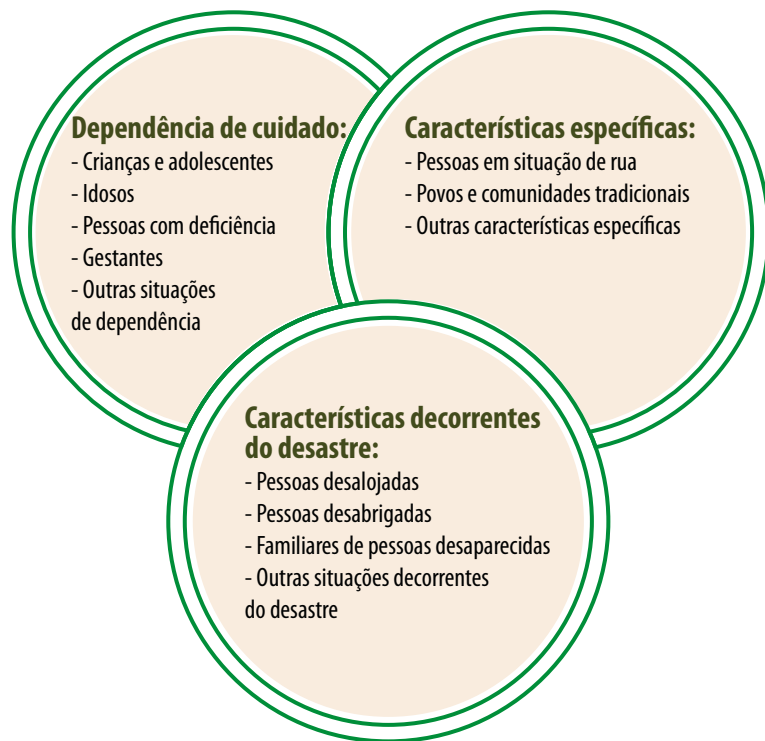 Dependência de cuidado:
- Crianças e adolescentes
- Idosos
- Pessoas com deficiência
- Gestantes
- Outras situações
de dependência
Características específicas:
- Pessoas em situação de rua
- Povos e comunidades tradicionais
- Outras características específicas
Características decorrentes
do desastre:
- Pessoas desalojadas
- Pessoas desabrigadas
- Familiares de pessoas desaparecidas
- Outras situações decorrentes
do desastre